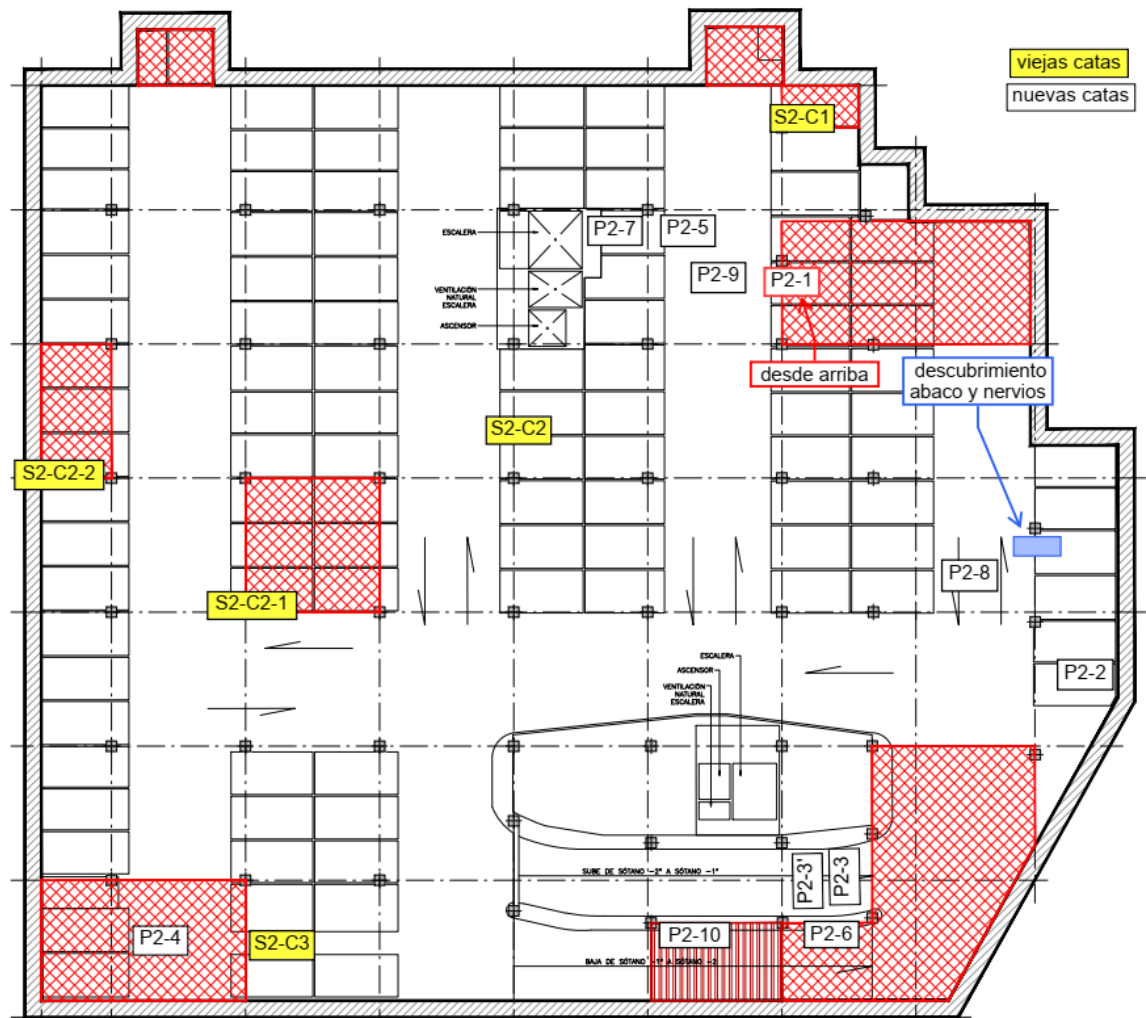 viejas catas
nuevas catas
S2-C1
ESCALERA
P2-7
P2-5
P2-9
P2-1
VENTILACIÓN
NATURAL
ESCALERA
ASCENSOR
desde arriba
descubrimiento
abaco y nervios
S2-C2
S2-C2-2
P2-8
S2-C2-1
ESCALERA
ASCENSOR
VENTILACIÓN
NATURAL
ESCALERA
P2-2
SUBE DE SÓTANO "-2" A SÓTANO -1"
P2-3'
P2-3
P2-4
S2-C3
P2-10
P2-6
BAJA DE SÓTANO "-1" A SÓTANO -2